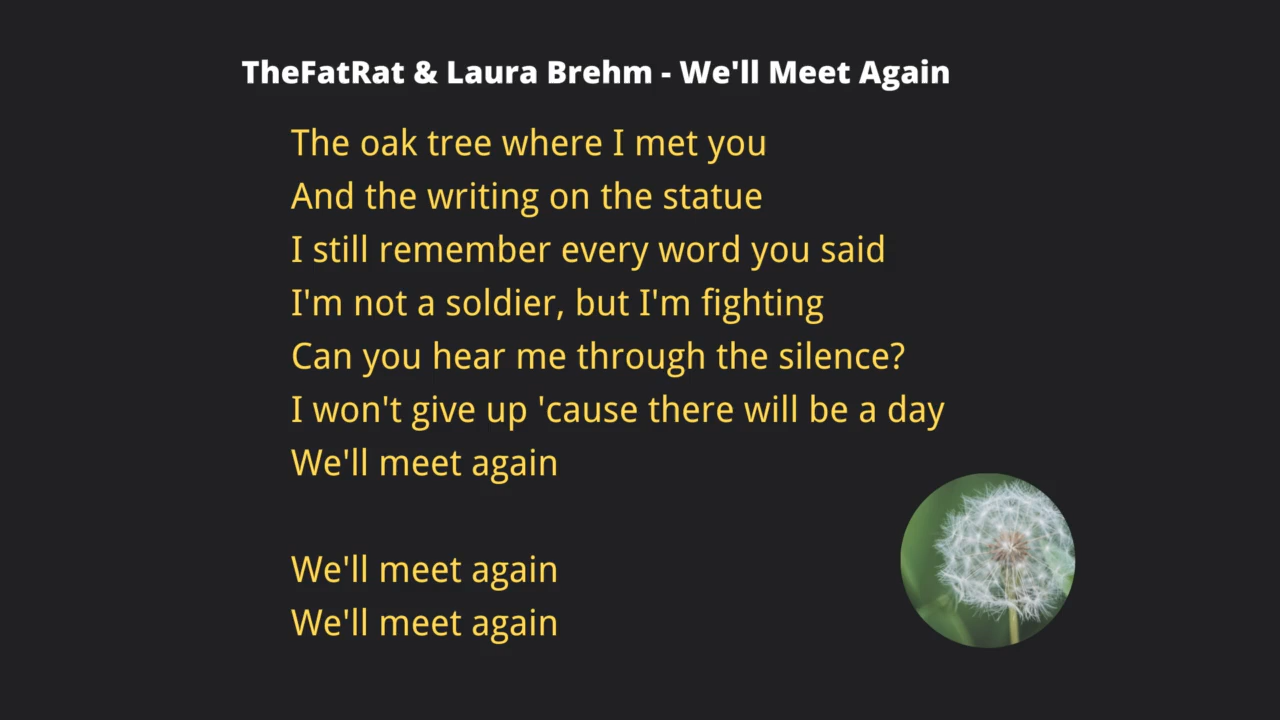 TheFatRat & Laura Brehm - We'll Meet Again
The oak tree where I met you
And the writing on the statue
I still remember every word you said
I'm not a soldier, but I'm fighting
Can you hear me through the silence?
I won't give up 'cause there will be a day
We'll meet again
We'll meet again
We'll meet again